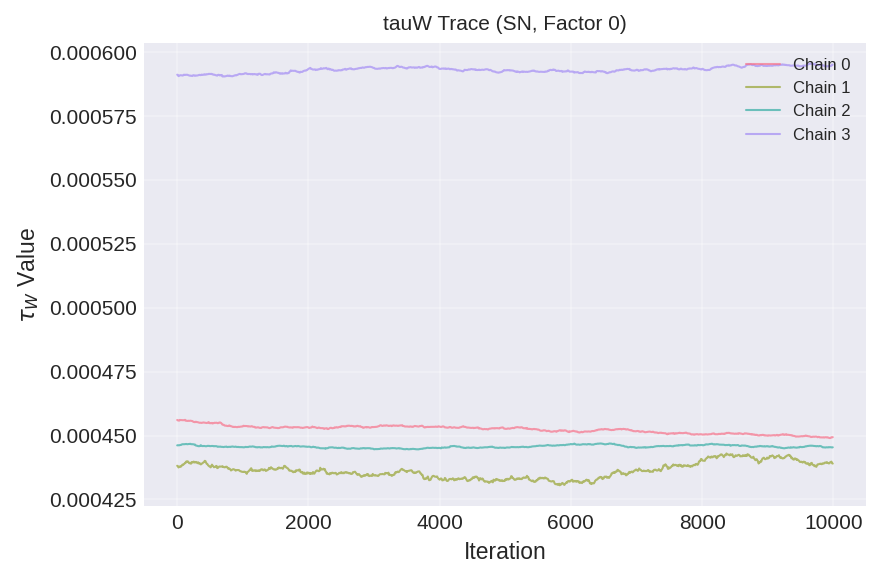 tauW Trace (SN, Factor 0)
0.000600
0.000575
0.000550
0.000525
0.000500
0.000475
0.000450
0.000425
τW Value
Chain 0
Chain 1
Chain 2
Chain 3
0 2000 4000 6000 8000 10000
Iteration